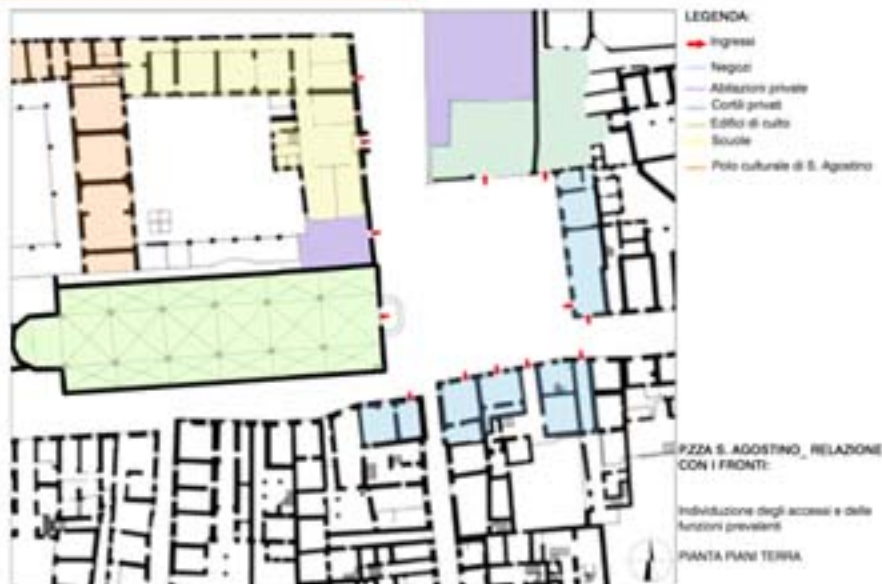 LEGENDA:
Ingressi
Negozi
Abitazioni private
Cortili privati
Edifici di culto
Scuole
Polo culturale di S. Agostino
P.ZZA S. AGOSTINO_ RELAZIONE
CON I FRONTI:
Individuzione degli accessi e delle
funzioni prevalenti
PIANTA PIANI TERRA